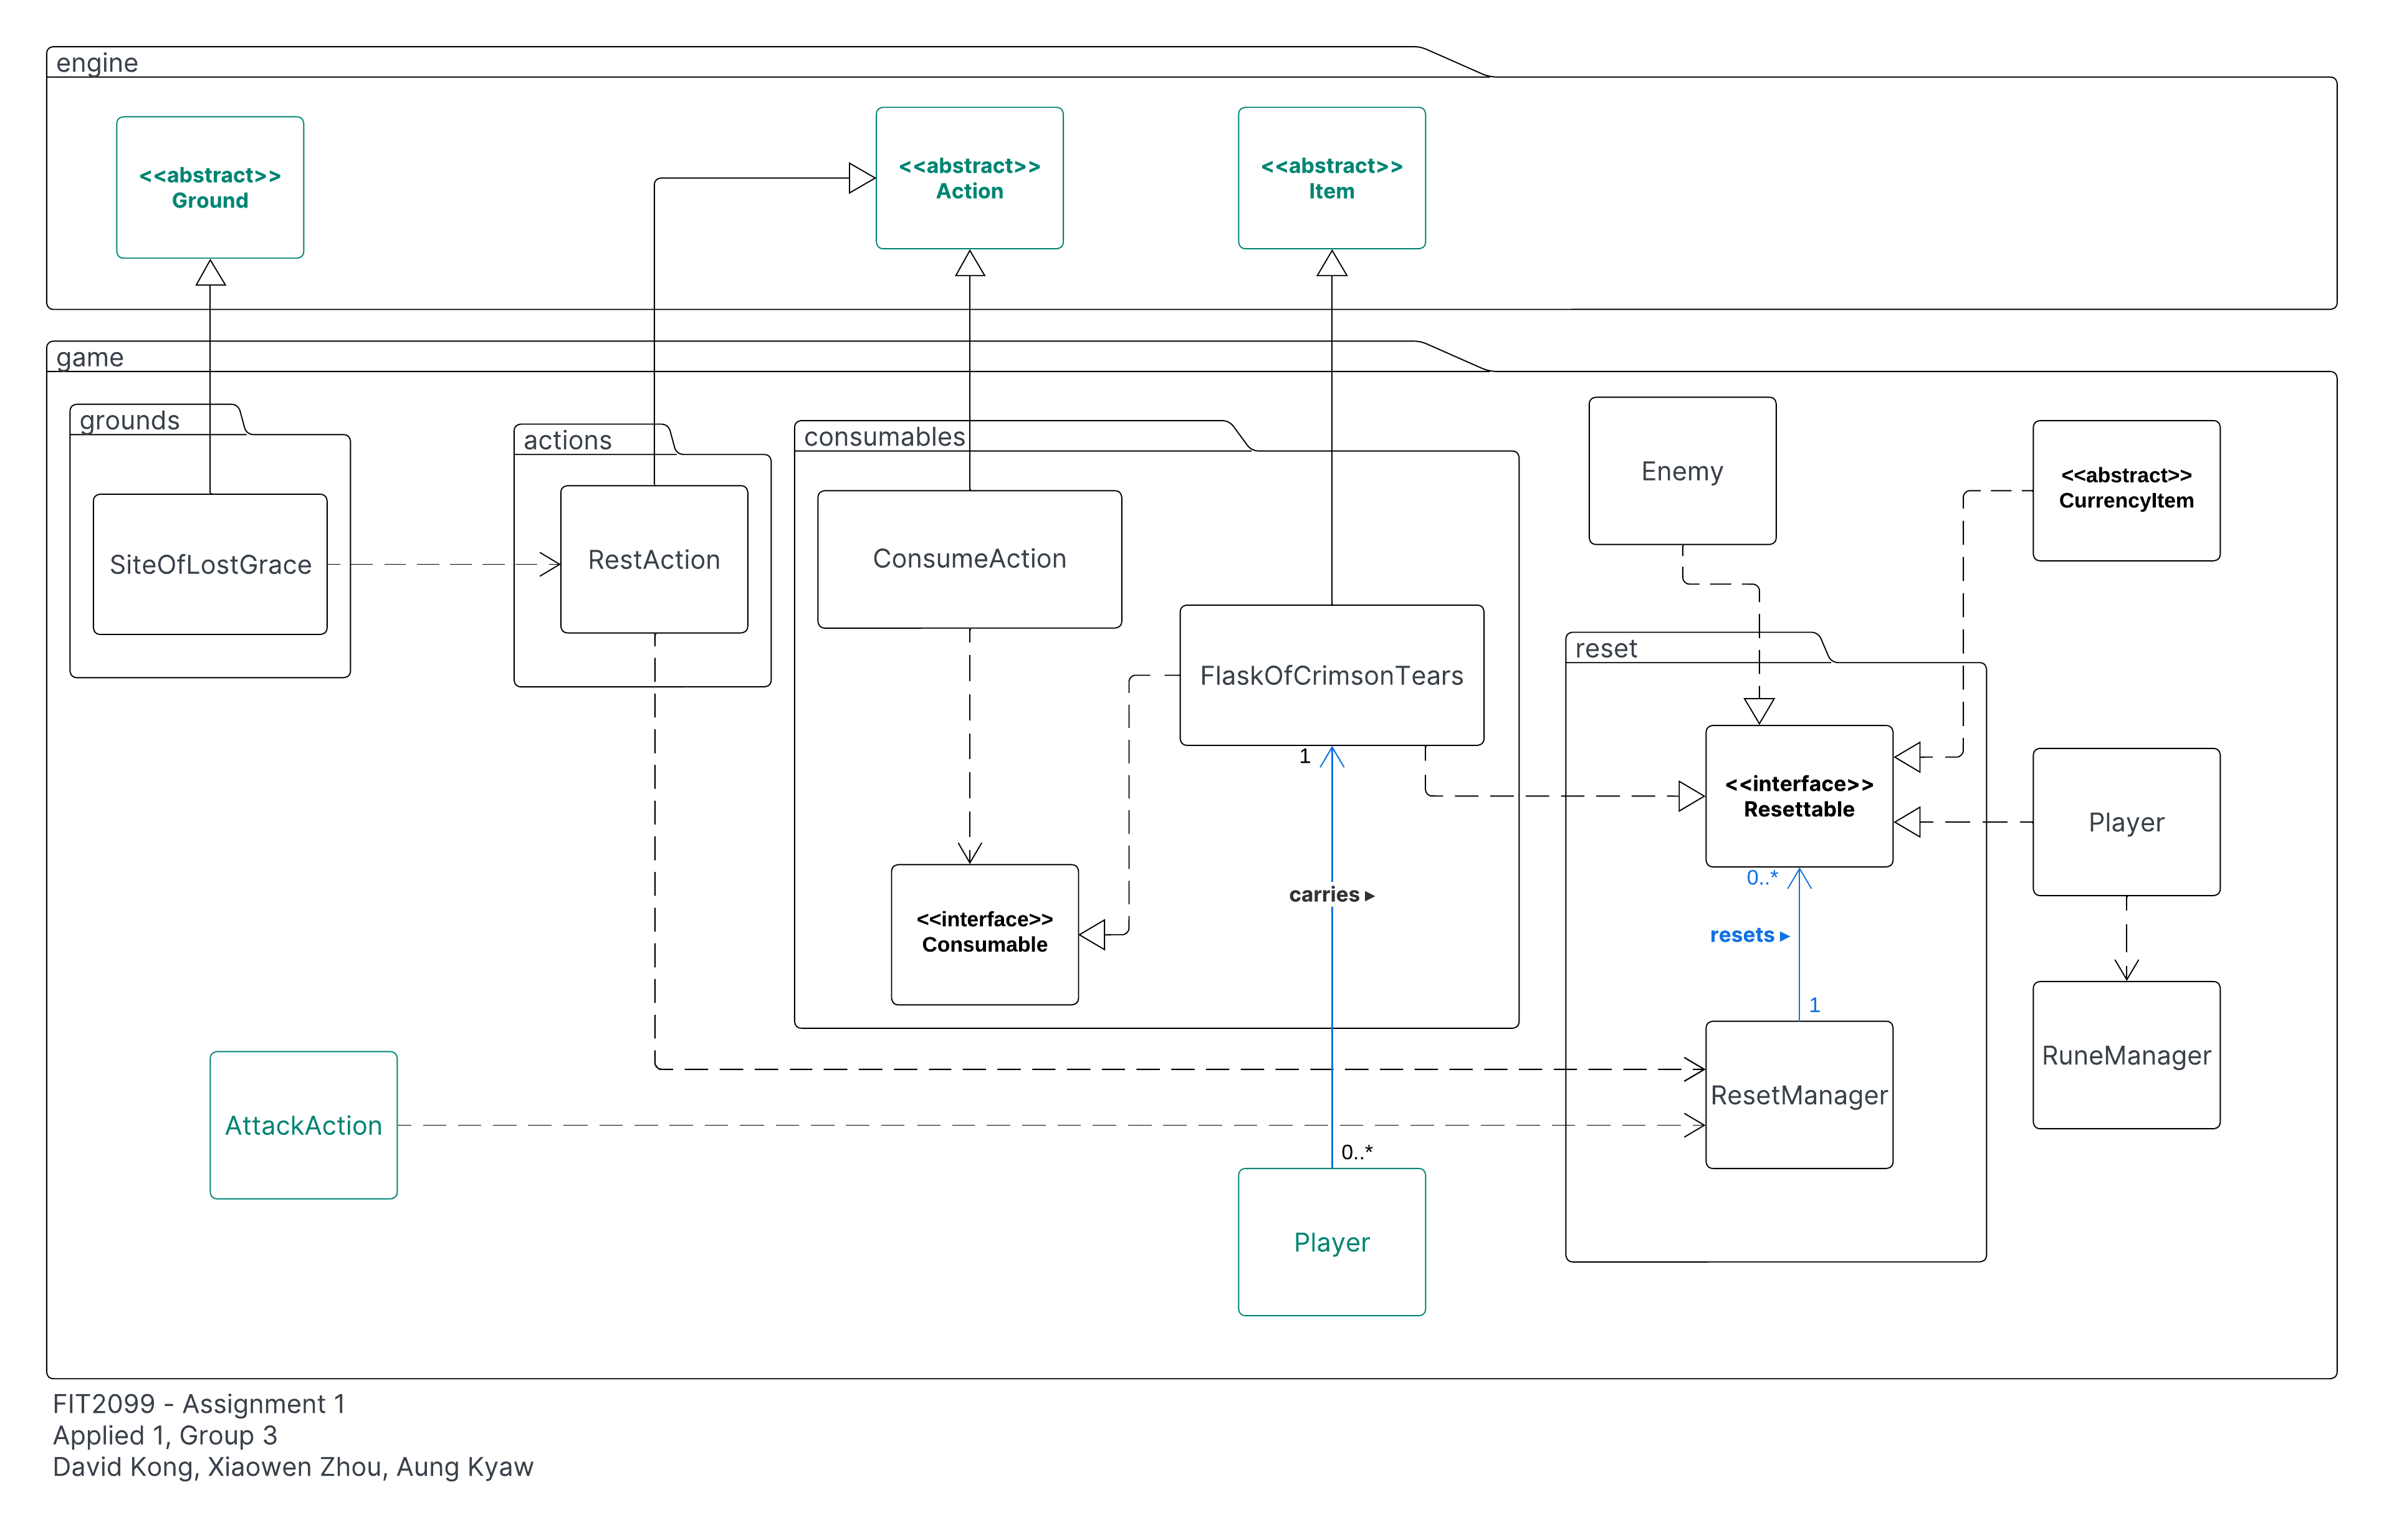 engine
<<abstract>>
Ground
<<abstract>>
Action
<<abstract>>
Item
game
grounds
SiteOfLostGrace
actions
RestAction
consumables
ConsumeAction
FlaskOfCrimsonTears
<<interface>>
Consumable
1
carries ▸
0..*
Player
AttackAction
Enemy
<<abstract>>
CurrencyItem
reset
<<interface>>
Resettable
0..*
resets ▸
1
ResetManager
Player
RuneManager
FIT2099 - Assignment 1
Applied 1, Group 3
David Kong, Xiaowen Zhou, Aung Kyaw